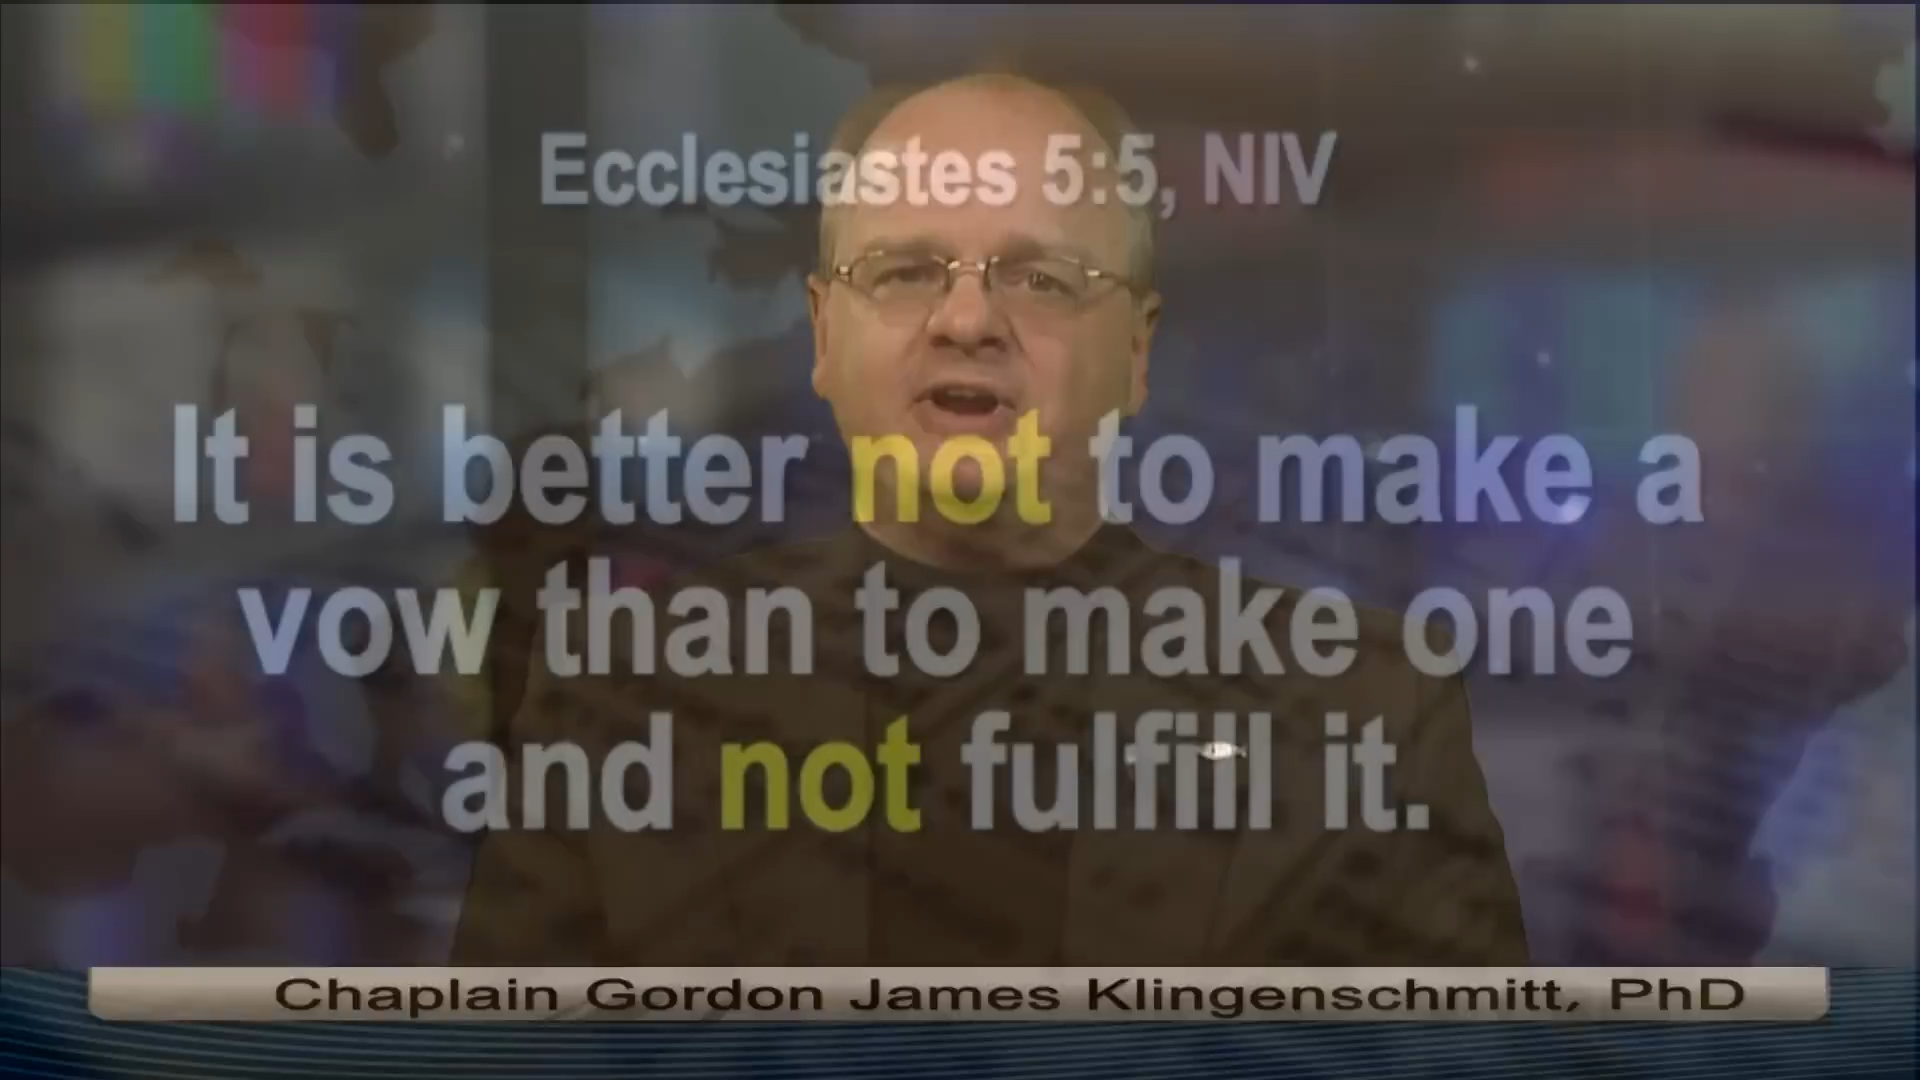 Ecclesiastes 5:5, NIV
It is better not to make a
vow than to make one
and not fulfill it.
Chaplain Gordon James Klingenschmitt, PhD